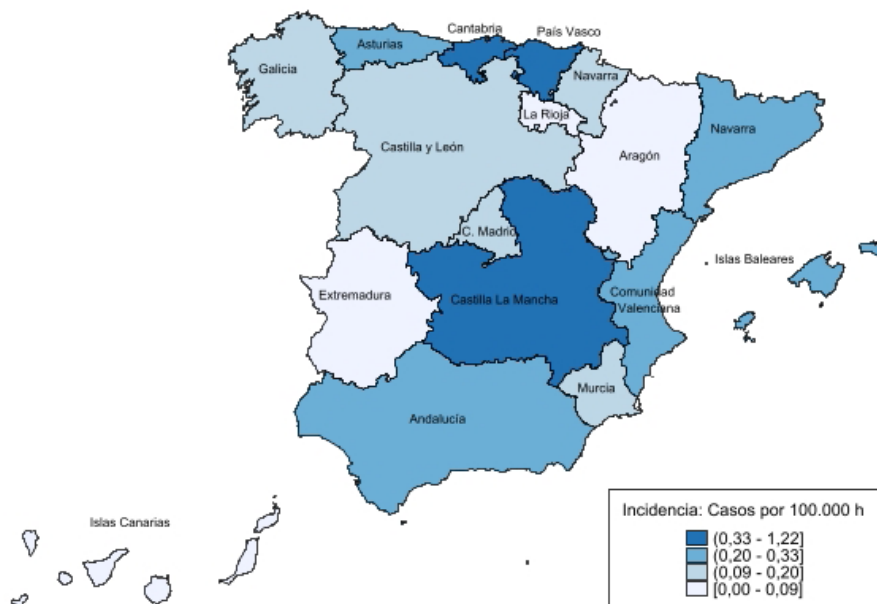 Cantabria
País Vasco
Asturias
Galicia
Navarra
La Rioja
Navarra
Castilla y León
Aragón
C. Madrid
Islas Baleares
Extremadura
Castilla La Mancha
Comunidad
Valenciana
Murcia
Andalucía
Islas Canarias
Incidencia: Casos por 100.000 h
(0,33 - 1,22]
(0,20 - 0,33]
(0,09 - 0,20]
[0,00 - 0,09]